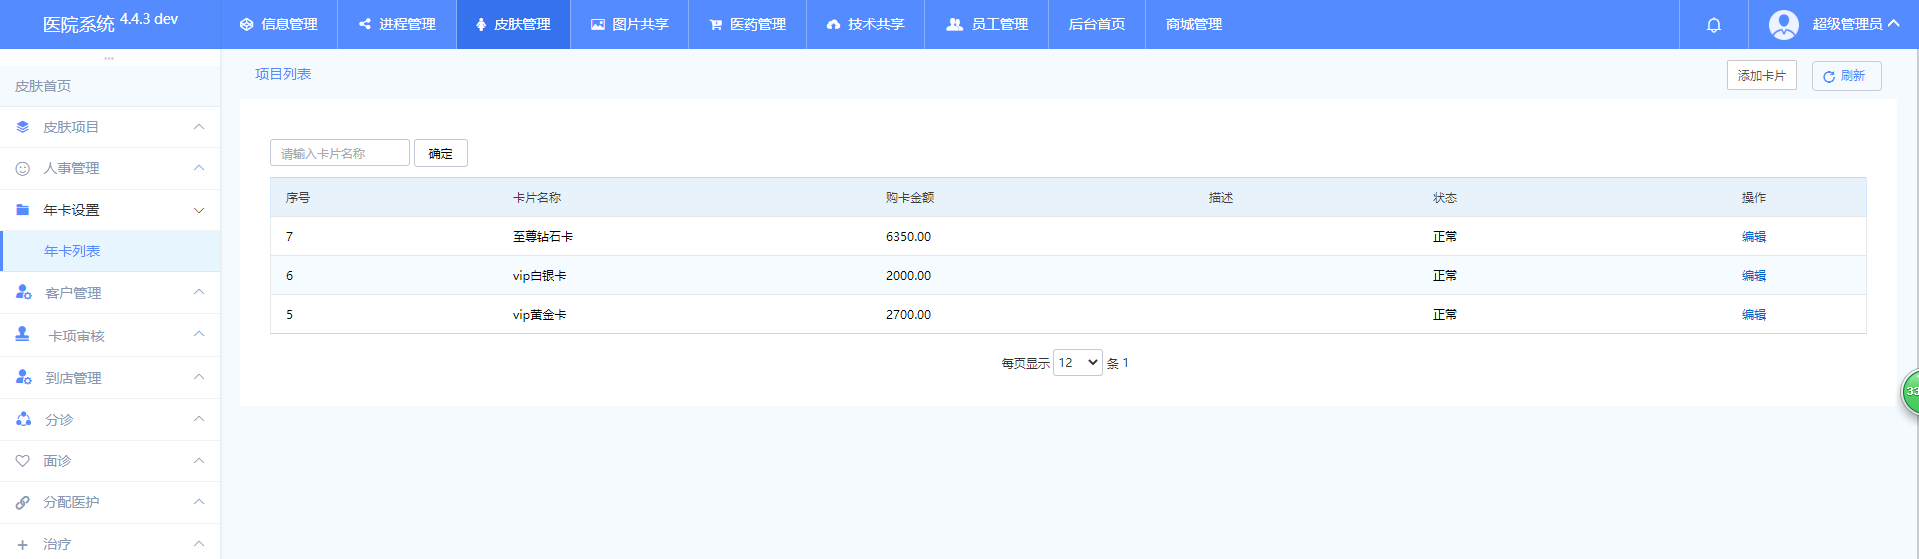 医院系统 4.4.3 dev
信息管理
进程管理
皮肤管理
图片共享
医药管理
技术共享
员工管理
后台首页
商城管理
超级管理员
皮肤首页
皮肤项目
人事管理
年卡设置
年卡列表
客户管理
卡项审核
到店管理
分诊
面诊
分配医护
治疗
项目列表
添加卡片
刷新
请输入卡片名称 确定
序号 卡片名称 购卡金额 描述 状态 操作
7 至尊钻石卡 6350.00 正常 编辑
6 vip白银卡 2000.00 正常 编辑
5 vip黄金卡 2700.00 正常 编辑
每页显示 12 条 1
33